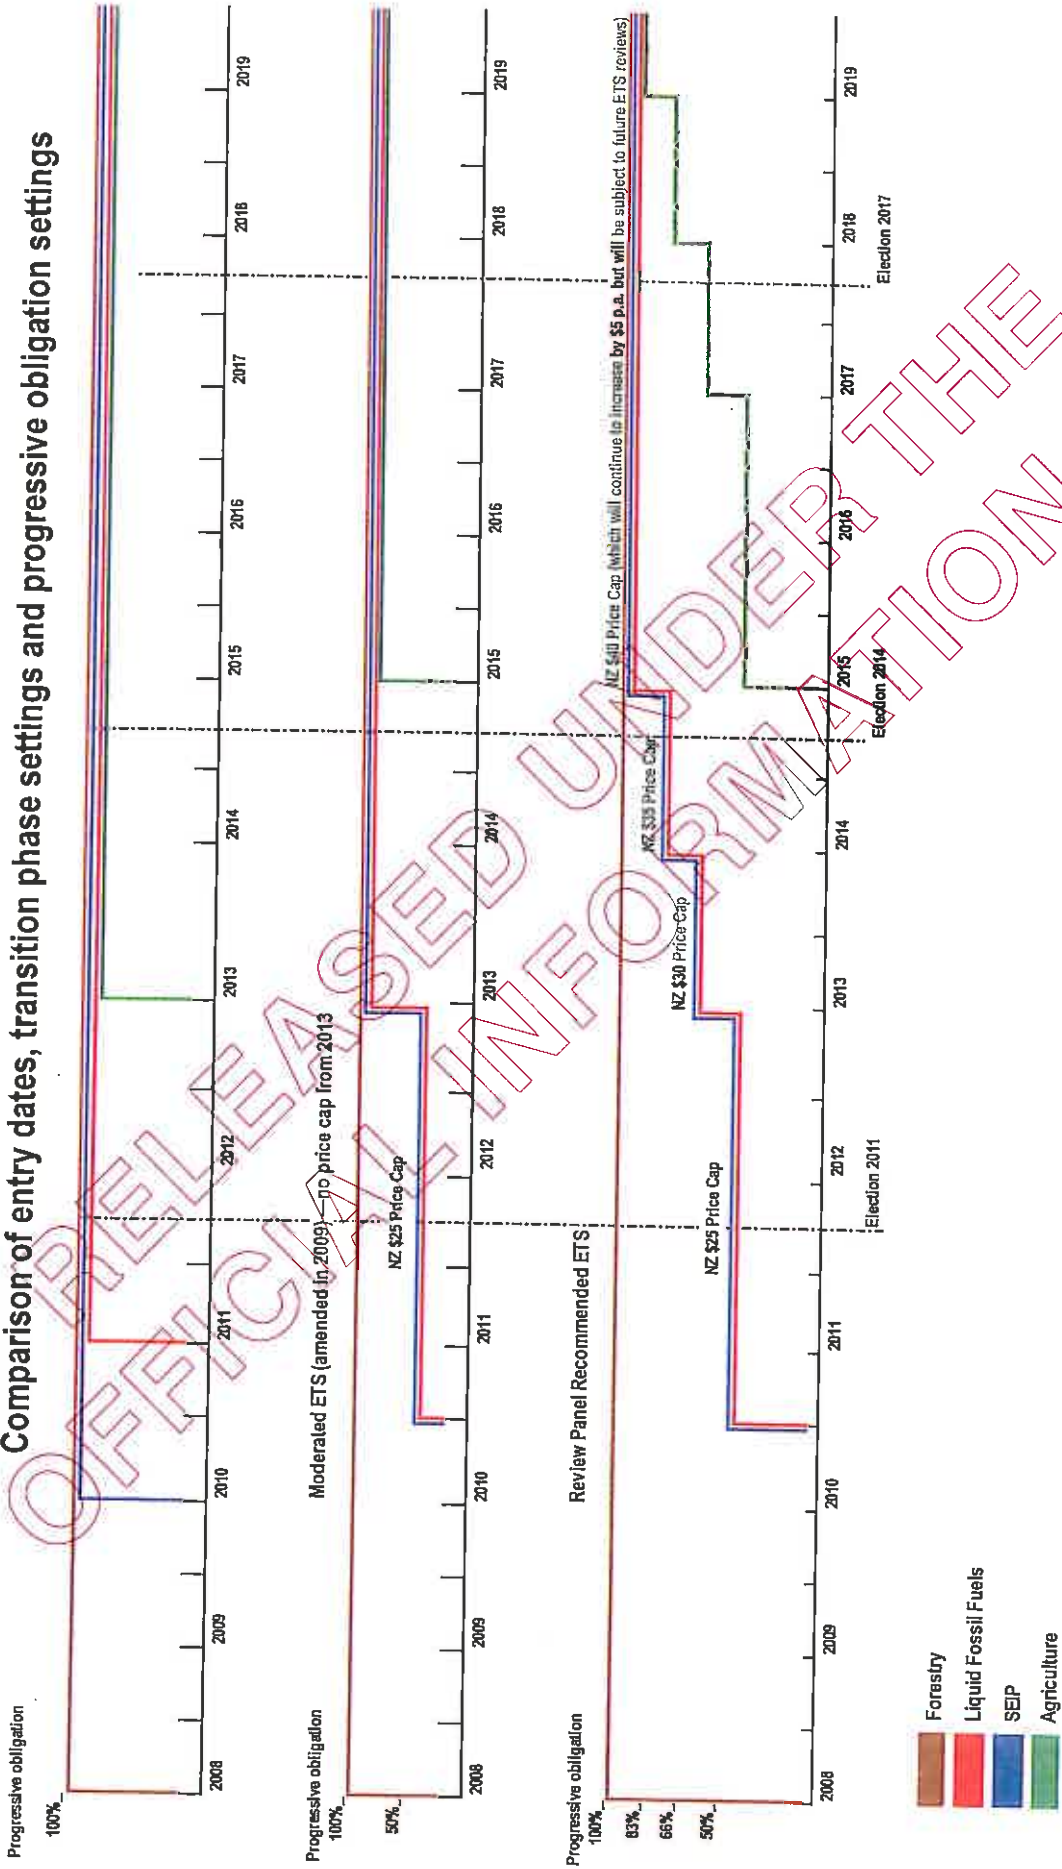 Comparison of entry dates, transition phase settings and progressive obligation settings
Progressive obligation
100%
2008
2009
2010
2011
2012
2013
2014
2015
2016
2017
2018
2019
Moderated ETS (amended in 2009) – no price cap from 2013
Progressive obligation
100%
50%
NZ $25 Price Cap
2008
2009
2010
2011
2012
2013
2014
2015
2016
2017
2018
2019
Review Panel Recommended ETS
Progressive obligation
100%
83%
66%
50%
NZ $25 Price Cap
NZ $30 Price Cap
NZ $35 Price Cap
NZ $40 Price Cap (which will continue to increase by $5 p.a. but will be subject to future ETS reviews)
2008
2009
2010
2011
2012
2013
2014
2015
2016
2017
2018
2019
Election 2011
Election 2014
Election 2017
Forestry
Liquid Fossil Fuels
SEIP
Agriculture
RELEASED UNDER THE
OFFICIAL INFORMATION